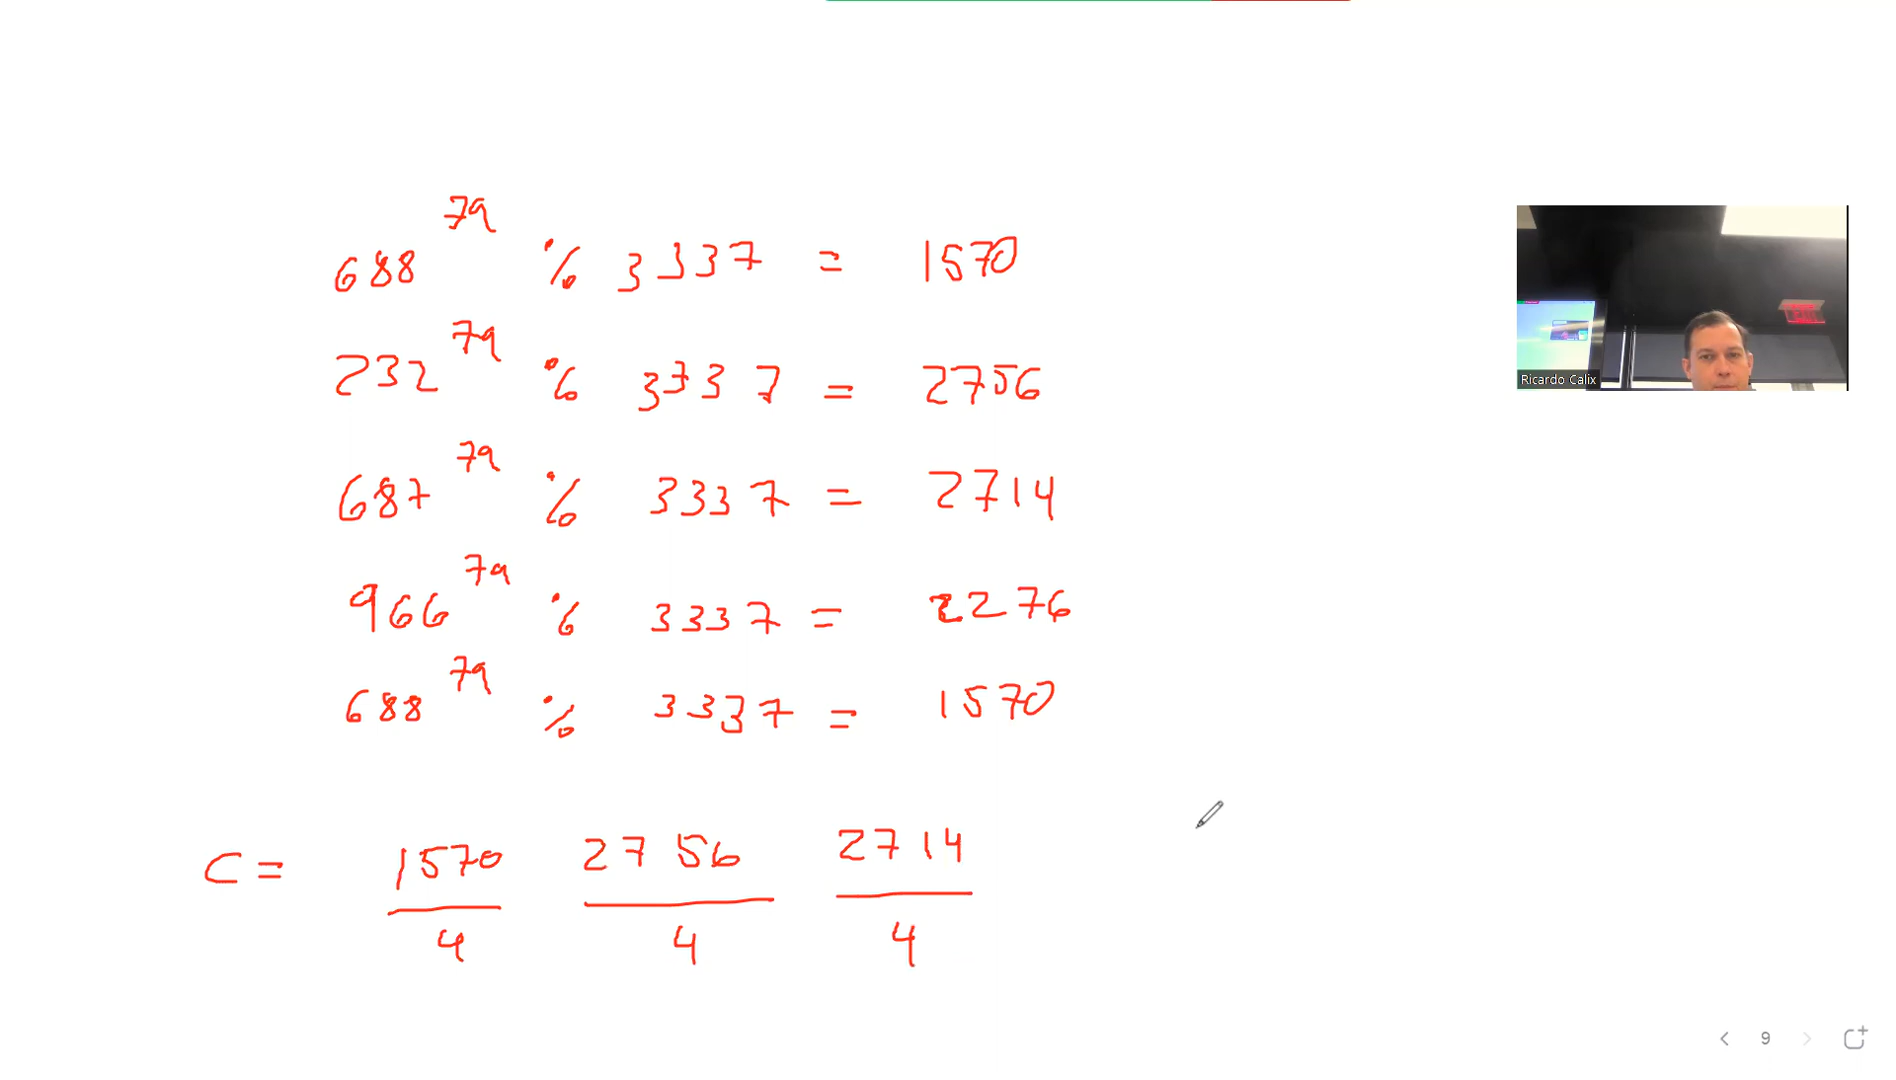 688^79 % 3337 = 1570
232^79 % 3337 = 2756
687^79 % 3337 = 2714
966^79 % 3337 = 2276
688^79 % 3337 = 1570
C = 1570 2756 2714
4 4 4
Ricardo Calix
9